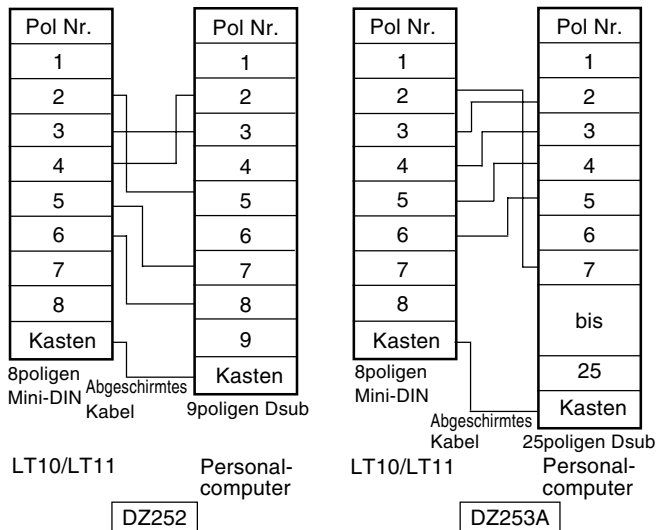 Pol Nr.
1
2
3
4
5
6
7
8
Kasten
8poligen
Mini-DIN
Abgeschirmtes
Kabel
Pol Nr.
1
2
3
4
5
6
7
8
9
Kasten
9poligen Dsub
LT10/LT11
Personal-
computer
DZ252
Pol Nr.
1
2
3
4
5
6
7
8
Kasten
8poligen
Mini-DIN
Abgeschirmtes
Kabel
Pol Nr.
1
2
3
4
5
6
7
bis
25
Kasten
25poligen Dsub
LT10/LT11
Personal-
computer
DZ253A